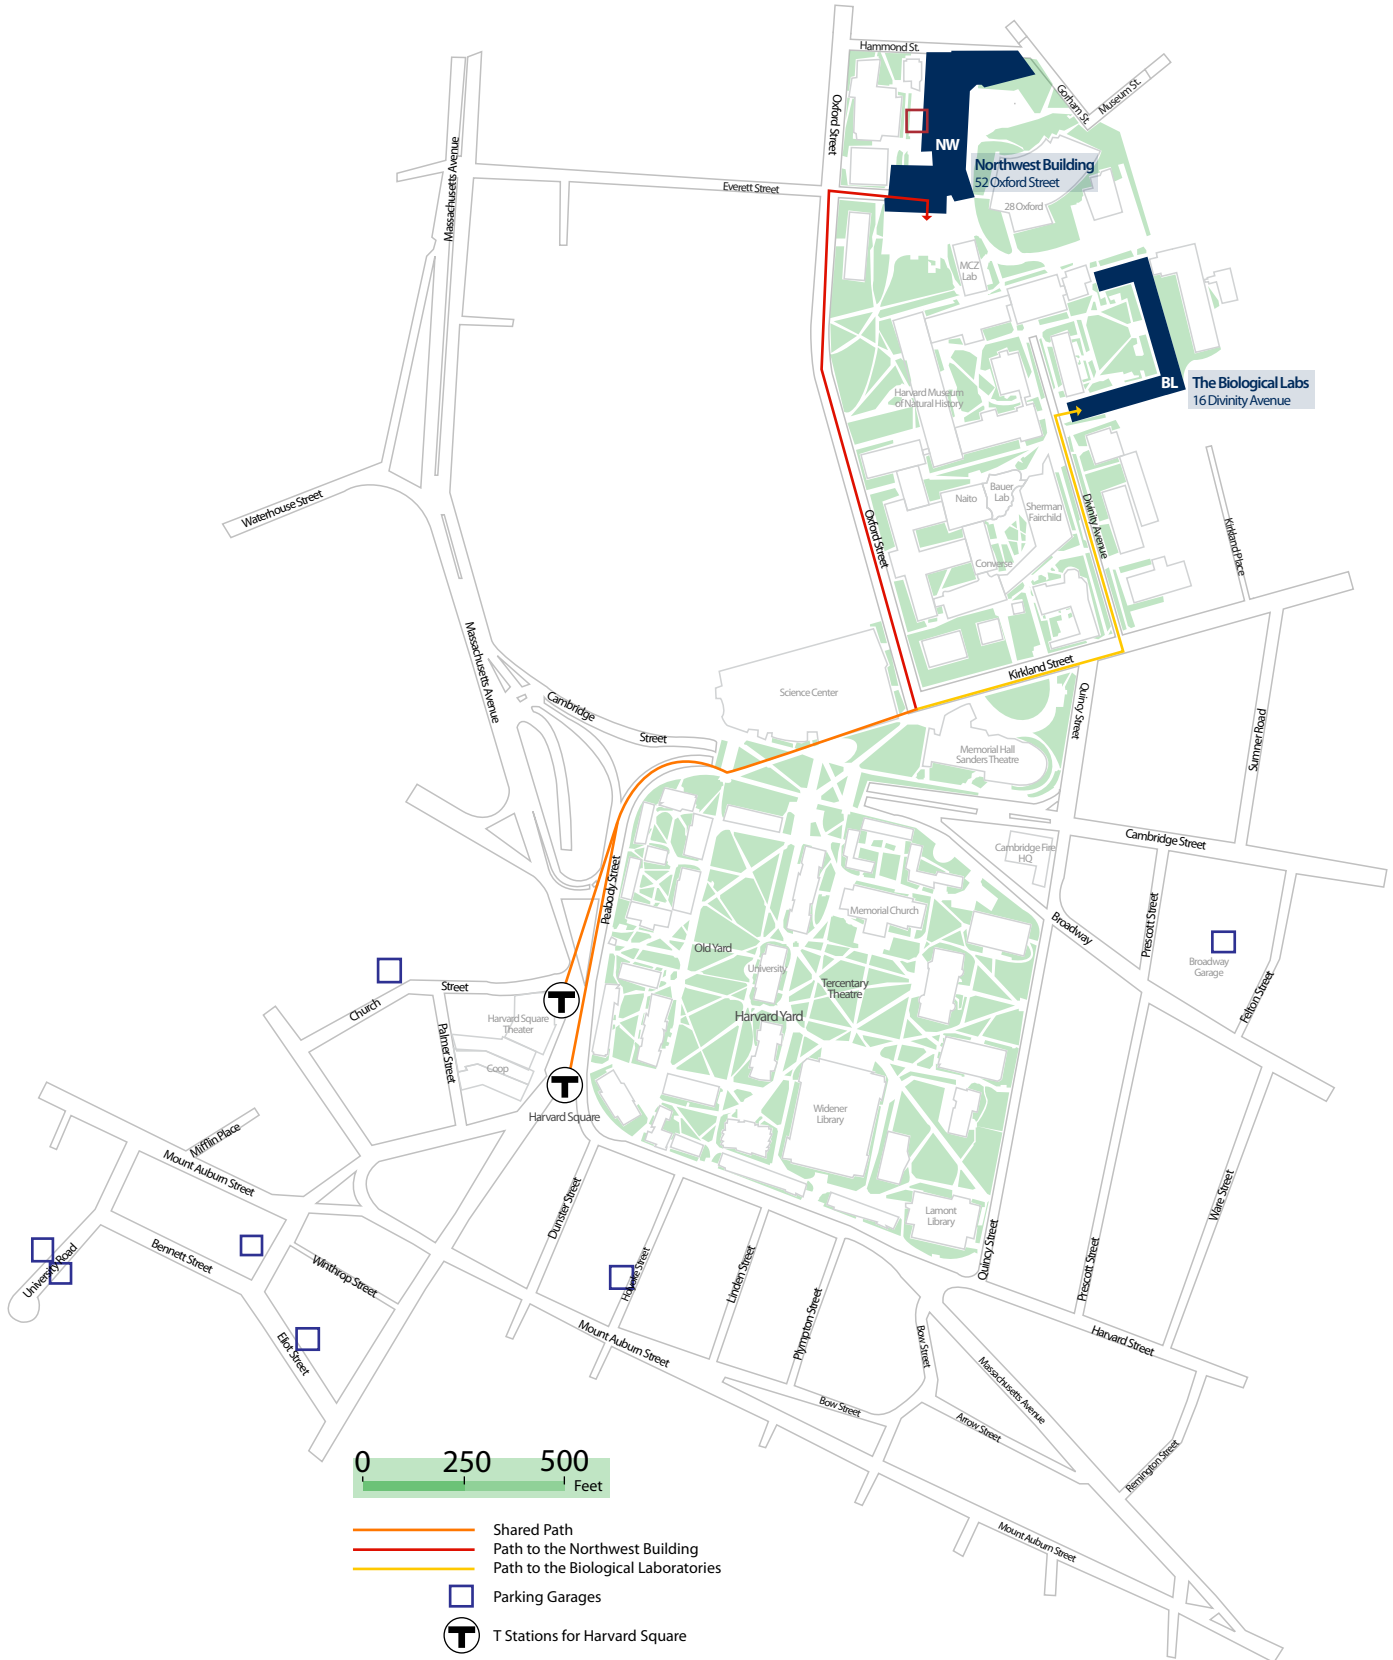 Hammond St.
Gorham St.
Museum St.
Oxford Street
Massachusetts Avenue
NW
Northwest Building
52 Oxford Street
Everett Street
28 Oxford
MCZ
Lab
BL
The Biological Labs
16 Divinity Avenue
Harvard Museum
of Natural History
Waterhouse Street
Naito
Bauer
Lab
Sherman
Fairchild
Divinity Avenue
Oxford Street
Kirkland Place
Converse
Massachusetts Avenue
Kirkland Street
Science Center
Quincy Street
Cambridge
Street
Sumner Road
Memorial Hall
Sanders Theatre
Cambridge Street
Cambridge Fire
HQ
Peabody Street
Memorial Church
Prescott Street
Broadway
Old Yard
University
Broadway
Garage
Tercentary
Theatre
Felton Street
Street
Church
Harvard Square
Theater
Harvard Yard
Palmer Street
Coop
T
T
Harvard Square
Widener
Library
Mifflin Place
Mount Auburn Street
Dunster Street
Ware Street
Lamont
Library
Quincy Street
Bennett Street
University Road
Winthrop Street
Holyoke Street
Linden Street
Prescott Street
Plympton Street
Eliot Street
Mount Auburn Street
Bow Street
Harvard Street
Massachusetts Avenue
Bow Street
Arrow Street
Remington Street
Mount Auburn Street
0 250 500
Feet
Shared Path
Path to the Northwest Building
Path to the Biological Laboratories
Parking Garages
T T Stations for Harvard Square